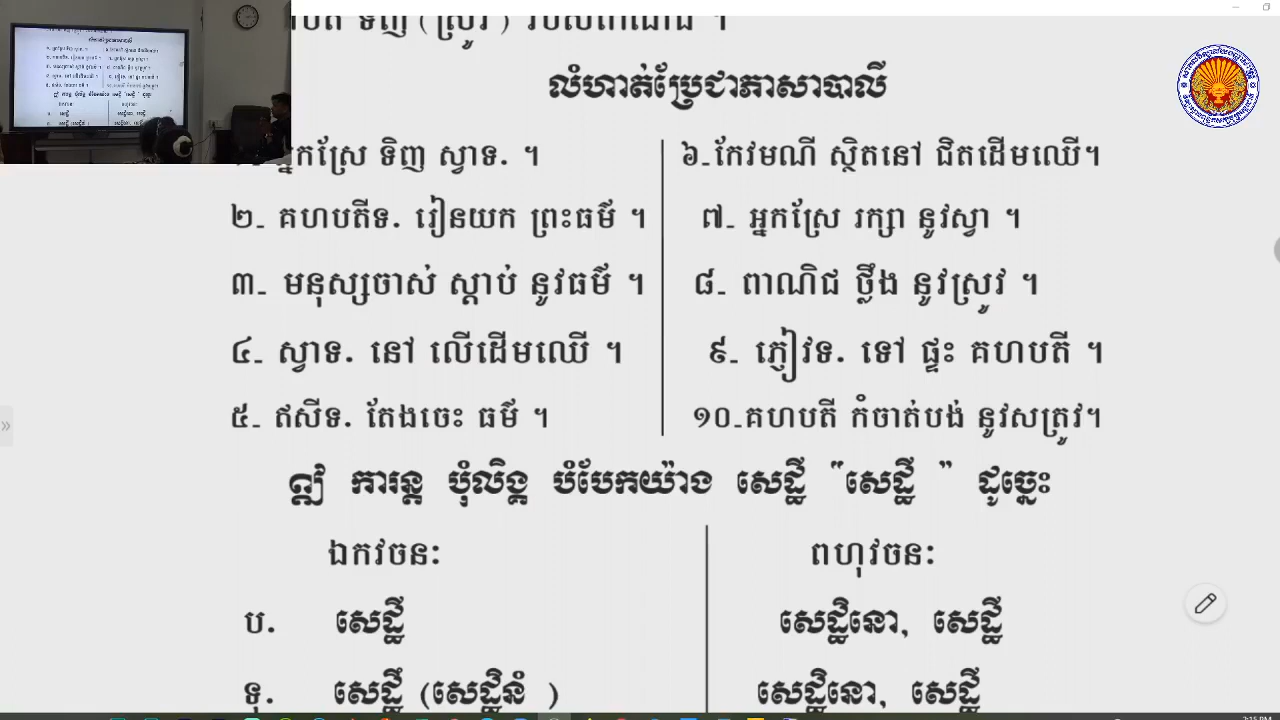 លំហាត់ប្រែជាភាសាបាលី
អ្នកស្រែ ទិញ ស្វាទ. ។
២- គហបតីទ. រៀនយក ព្រះធម៌ ។
៣- មនុស្សចាស់ ស្តាប់ នូវធម៌ ។
៤- ស្វាទ. នៅ លើដើមឈើ ។
៥- ឥសីទ. តែងចេះ ធម៌ ។
៦-កែវមណី ស្ថិតនៅ ជិតដើមឈើ។
៧- អ្នកស្រែ រក្សា នូវស្វា ។
៨- ពាណិជ ថ្លឹង នូវស្រូវ ។
៩- ភ្ញៀវទ. ទៅ ផ្ទះ គហបតី ។
១០-គហបតី កំចាត់បង់ នូវសត្រូវ។
ឦ ការន្ត បុំលិង្គ បំបែកយ៉ាង សេដ្ឋី “សេដ្ឋី ” ដូច្នេះ
ឯកវចនៈ
ពហុវចនៈ
ប. សេដ្ឋី
សេដ្ឋិនោ, សេដ្ឋី
ទុ. សេដ្ឋឹ (សេដ្ឋិនំ )
សេដ្ឋិនោ, សេដ្ឋី